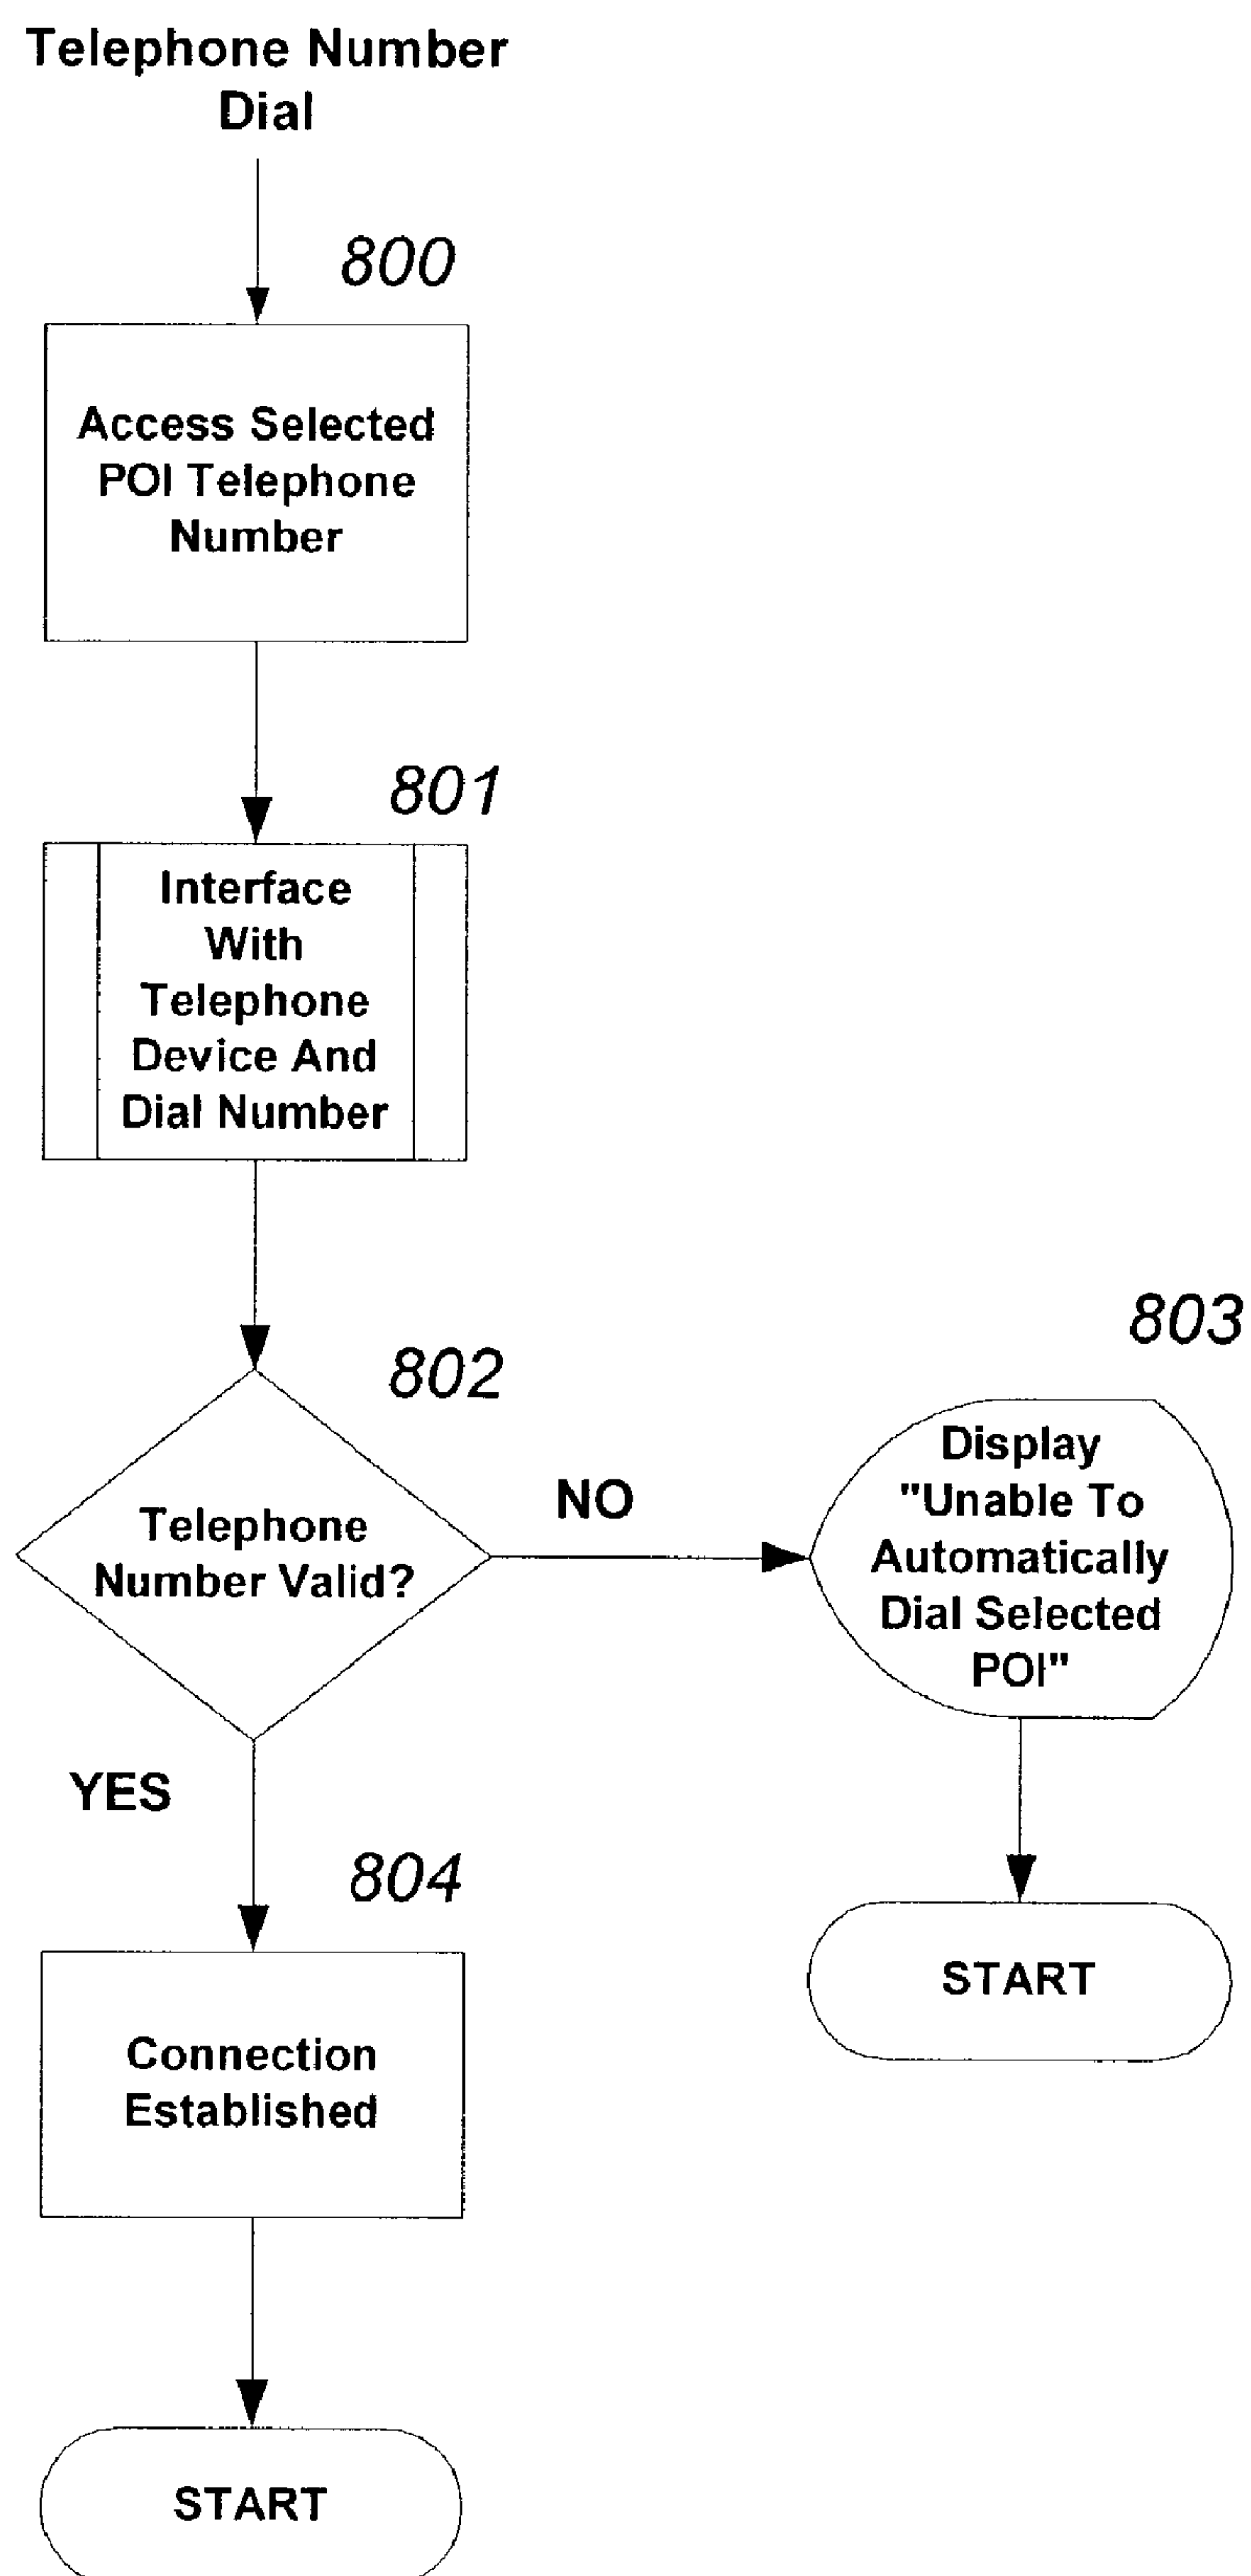 Telephone Number
Dial
800
Access Selected
POI Telephone
Number
801
Interface
With
Telephone
Device And
Dial Number
802
Telephone
Number Valid?
NO
803
Display
"Unable To
Automatically
Dial Selected
POI"
START
YES
804
Connection
Established
START